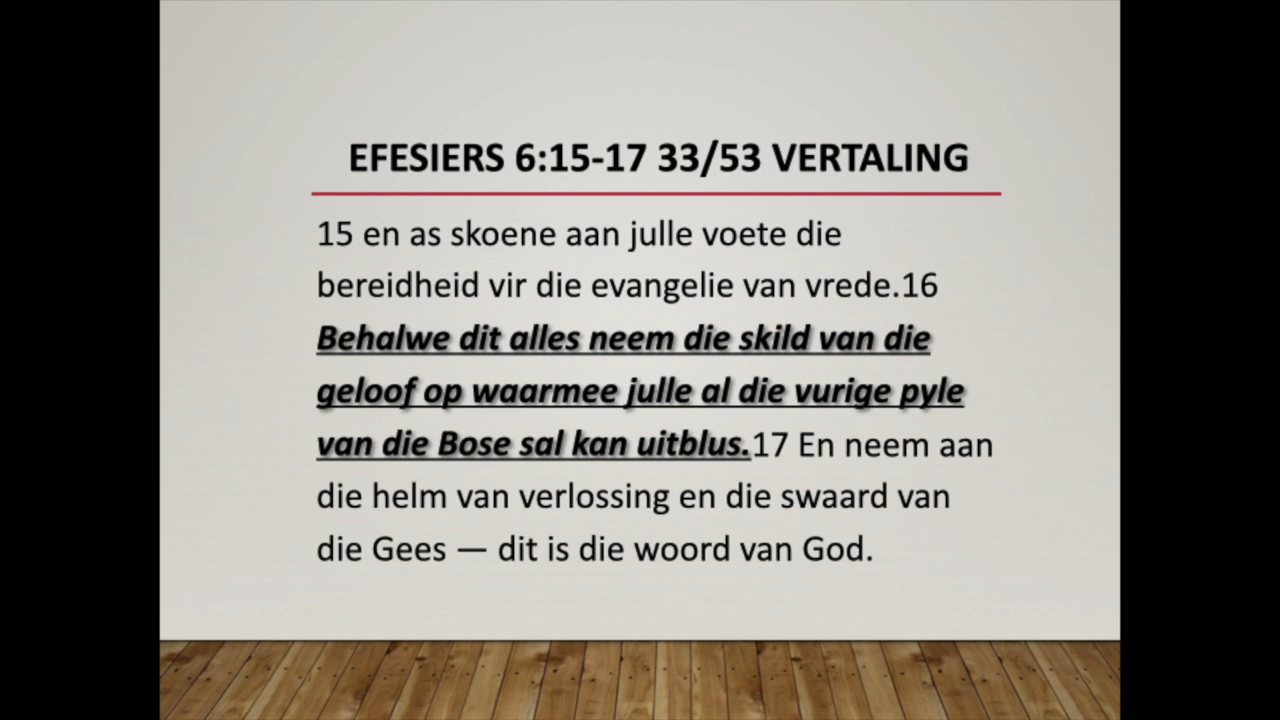 EFESIERS 6:15-17 33/53 VERTALING
15 en as skoene aan julle voete die
bereidheid vir die evangelie van vrede.16
Behalwe dit alles neem die skild van die
geloof op waarmee julle al die vurige pyle
van die Bose sal kan uitblus.17 En neem aan
die helm van verlossing en die swaard van
die Gees — dit is die woord van God.